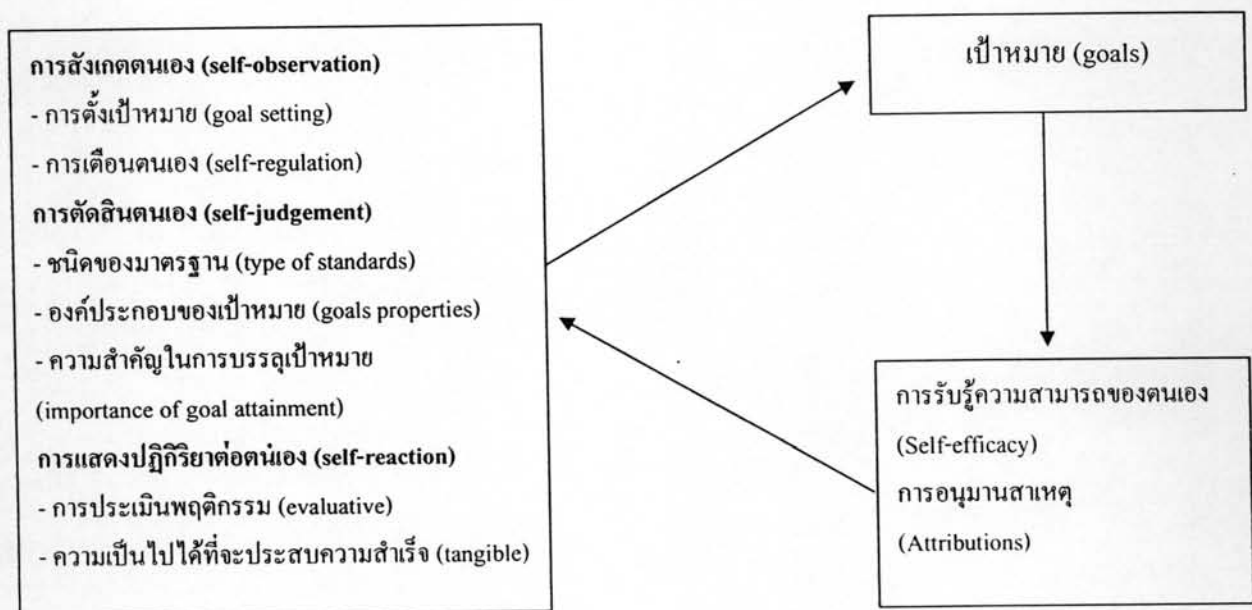 การสังเกตตนเอง (self-observation)
- การตั้งเป้าหมาย (goal setting)
- การเตือนตนเอง (self-regulation)
การตัดสินตนเอง (self-judgement)
- ชนิดของมาตรฐาน (type of standards)
- องค์ประกอบของเป้าหมาย (goals properties)
- ความสำคัญในการบรรลุเป้าหมาย
(importance of goal attainment)
การแสดงปฏิกิริยาต่อตนเอง (self-reaction)
- การประเมินพฤติกรรม (evaluative)
- ความเป็นไปได้ที่จะประสบความสำเร็จ (tangible)
เป้าหมาย (goals)
การรับรู้ความสามารถของตนเอง
(Self-efficacy)
การอนุมานสาเหตุ
(Attributions)